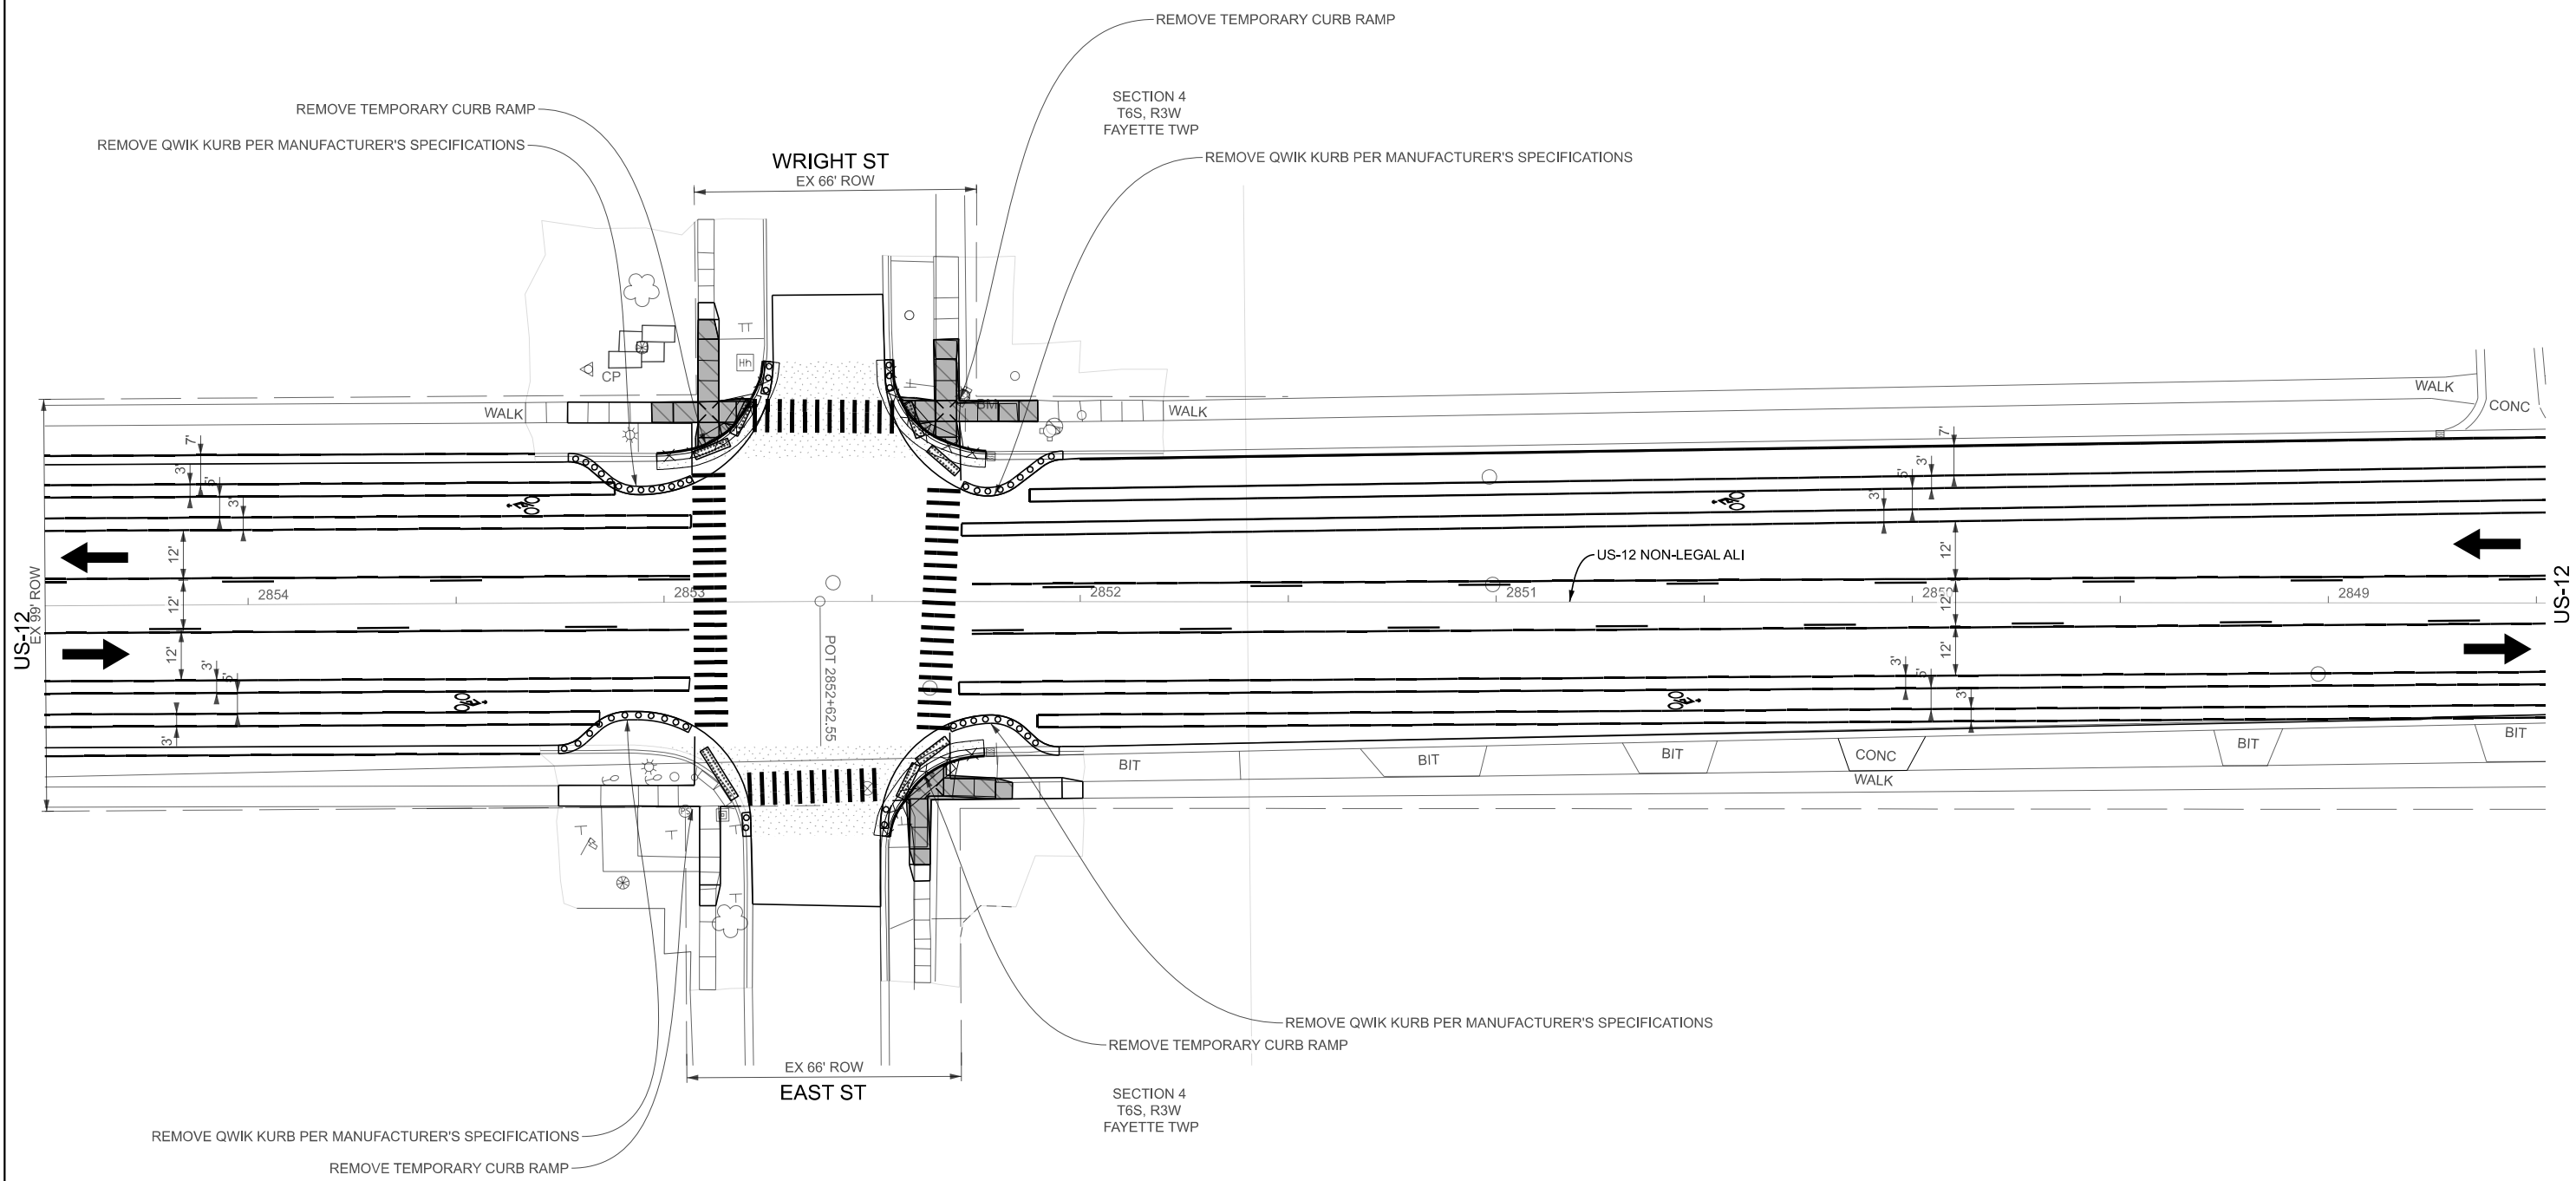 REMOVE TEMPORARY CURB RAMP
SECTION 4
T6S, R3W
FAYETTE TWP
REMOVE TEMPORARY CURB RAMP
REMOVE QWIK KURB PER MANUFACTURER'S SPECIFICATIONS
REMOVE QWIK KURB PER MANUFACTURER'S SPECIFICATIONS
WRIGHT ST
EX 66' ROW
Hh
CP
BM
WALK
WALK
WALK
CONC
7'
3'
5'
3'
12'
12'
12'
3'
5'
3'
7'
3'
5'
3'
12'
12'
12'
3'
5'
3'
US-12
EX 99' ROW
US-12
US-12 NON-LEGAL ALI
2854
2853
2852
2851
2849
POT 2852+62.55
BIT
BIT
BIT
CONC
BIT
BIT
WALK
REMOVE QWIK KURB PER MANUFACTURER'S SPECIFICATIONS
REMOVE TEMPORARY CURB RAMP
EX 66' ROW
EAST ST
SECTION 4
T6S, R3W
FAYETTE TWP
REMOVE QWIK KURB PER MANUFACTURER'S SPECIFICATIONS
REMOVE TEMPORARY CURB RAMP